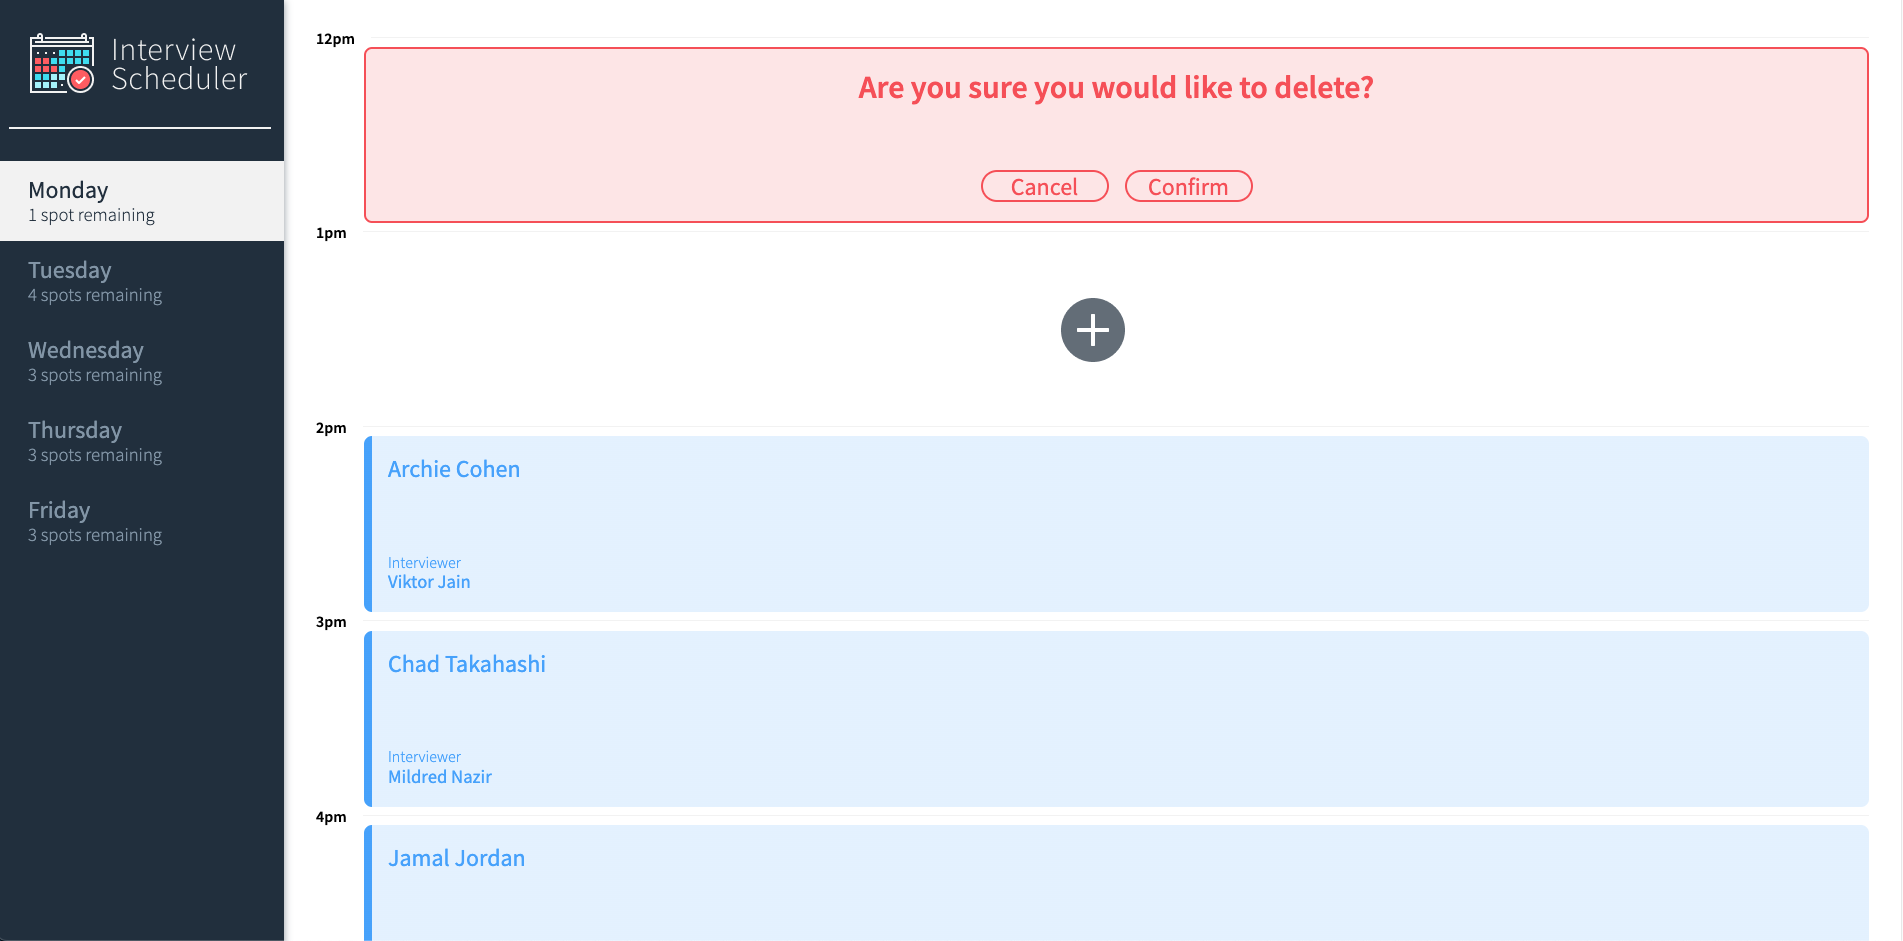 Interview
Scheduler
Monday
1 spot remaining
Tuesday
4 spots remaining
Wednesday
3 spots remaining
Thursday
3 spots remaining
Friday
3 spots remaining
12pm
Are you sure you would like to delete?
Cancel Confirm
1pm
2pm
Archie Cohen
Interviewer
Viktor Jain
3pm
Chad Takahashi
Interviewer
Mildred Nazir
4pm
Jamal Jordan